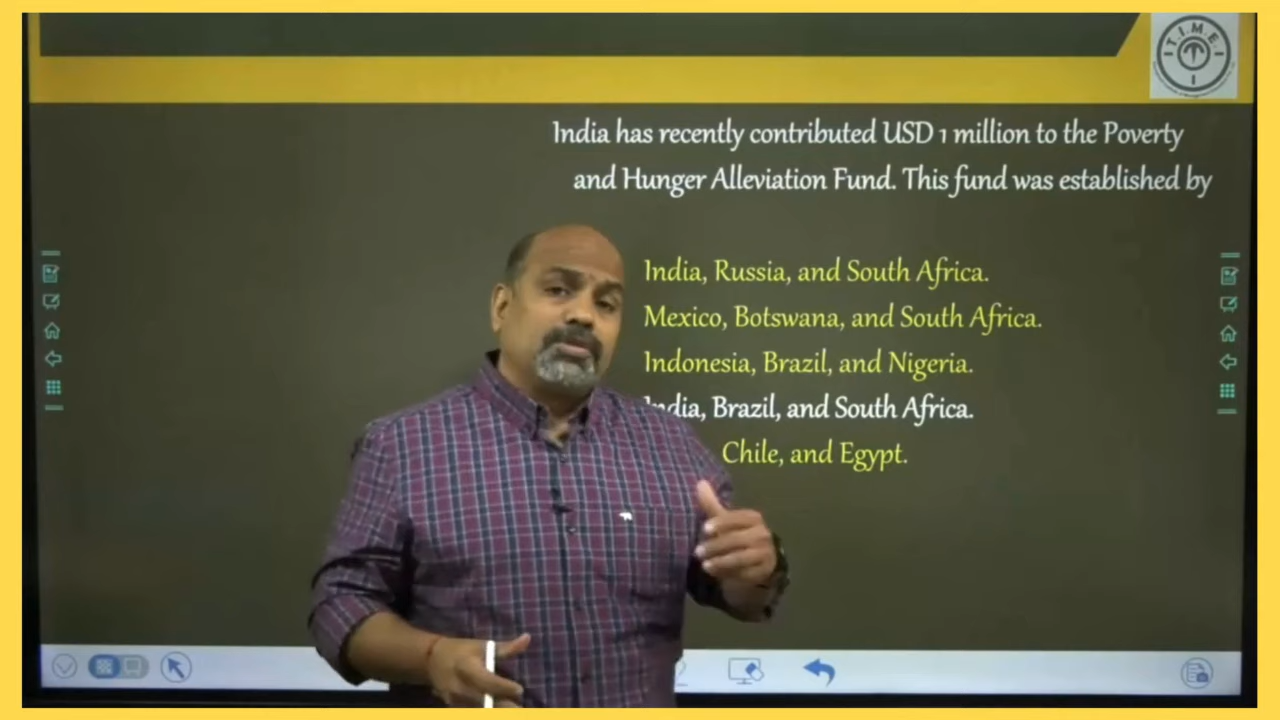 T.I.M.E.
India has recently contributed USD 1 million to the Poverty
and Hunger Alleviation Fund. This fund was established by
India, Russia, and South Africa.
Mexico, Botswana, and South Africa.
Indonesia, Brazil, and Nigeria.
India, Brazil, and South Africa.
Chile, and Egypt.